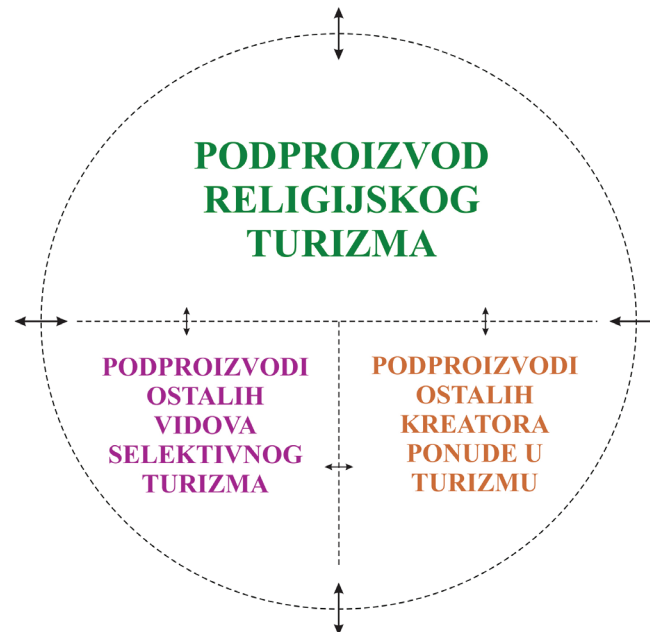 PODPROIZVOD
RELIGIJSKOG
TURIZMA
PODPROIZVODI
OSTALIH
VIDOVA
SELEKTIVNOG
TURIZMA
PODPROIZVODI
OSTALIH
KREATORA
PONUDE U
TURIZMU